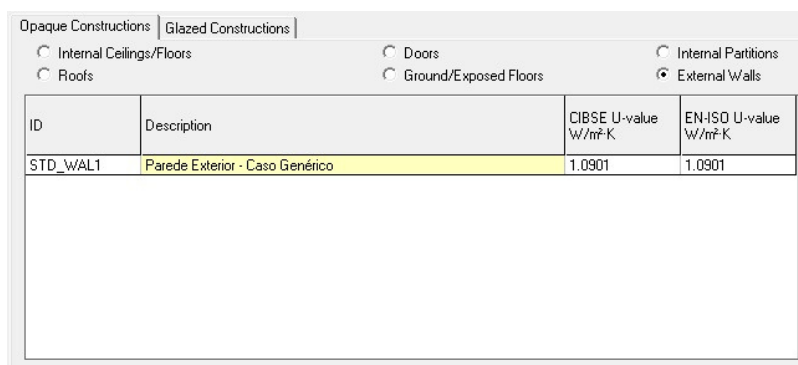 Opaque Constructions Glazed Constructions
Internal Ceilings/Floors Doors Internal Partitions
Roofs Ground/Exposed Floors External Walls
ID Description CIBSE U-value W/m²·K EN-ISO U-value W/m²·K
STD_WAL1 Parede Exterior - Caso Genérico 1.0901 1.0901